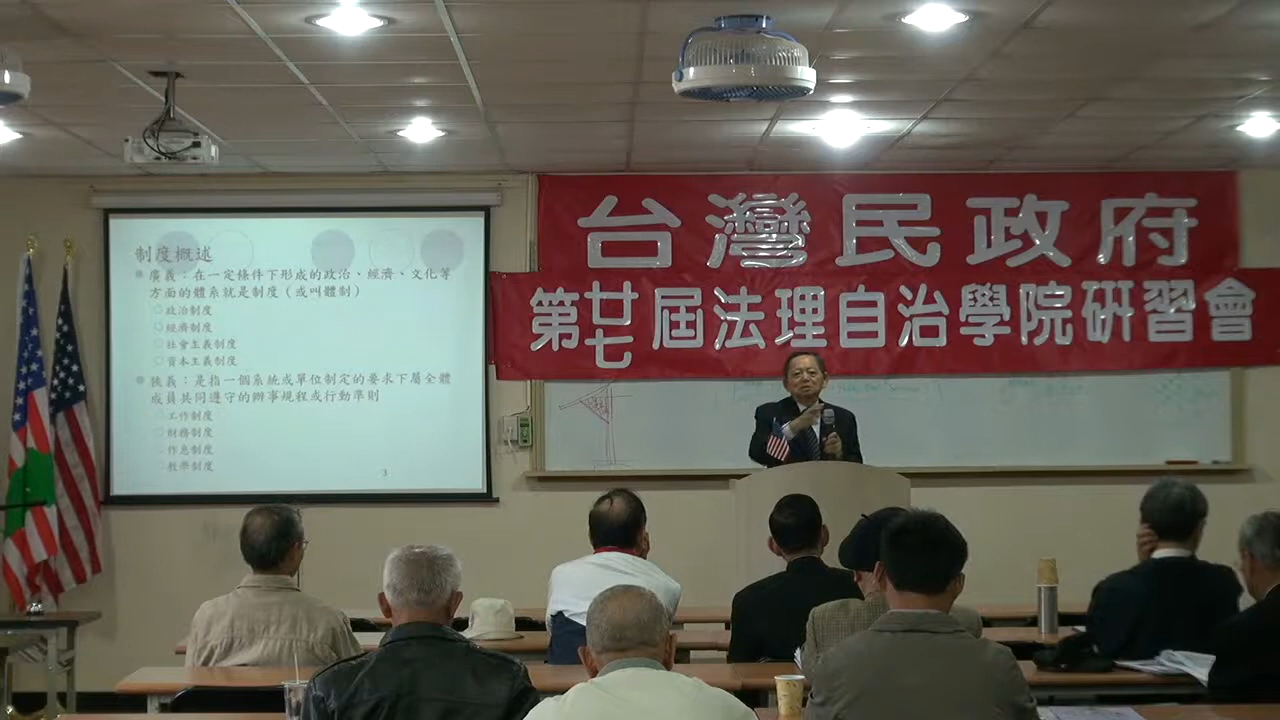 制度概述
廣義：在一定條件下形成的政治、經濟、文化等
方面的體系就是制度（或叫體制）
政治制度
經濟制度
社會主義制度
資本主義制度
狹義：是指一個系統或單位制定的要求下屬全體
成員共同遵守的辦事規程或行動準則
工作制度
財務制度
作息制度
教學制度
3
台灣民政府
第廿七屆法理自治學院研習會